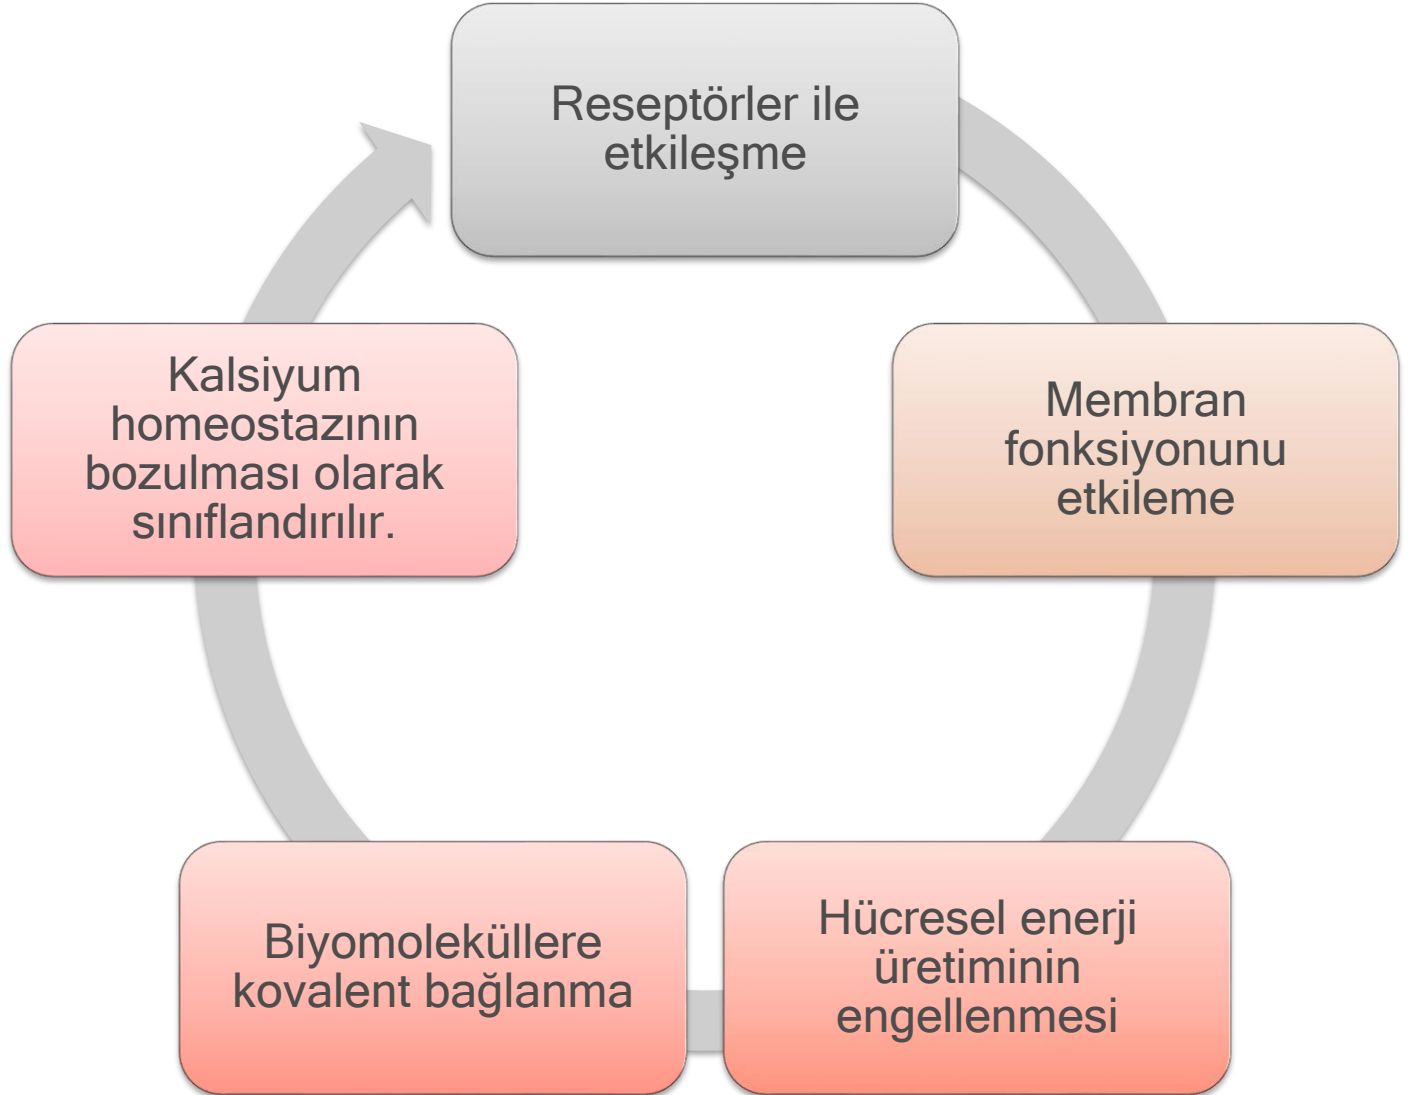 Reseptörler ile
etkileşme
Membran
fonksiyonunu
etkileme
Hücresel enerji
üretiminin
engellenmesi
Biyomoleküllere
kovalent bağlanma
Kalsiyum
homeostazının
bozulması olarak
sınıflandırılır.